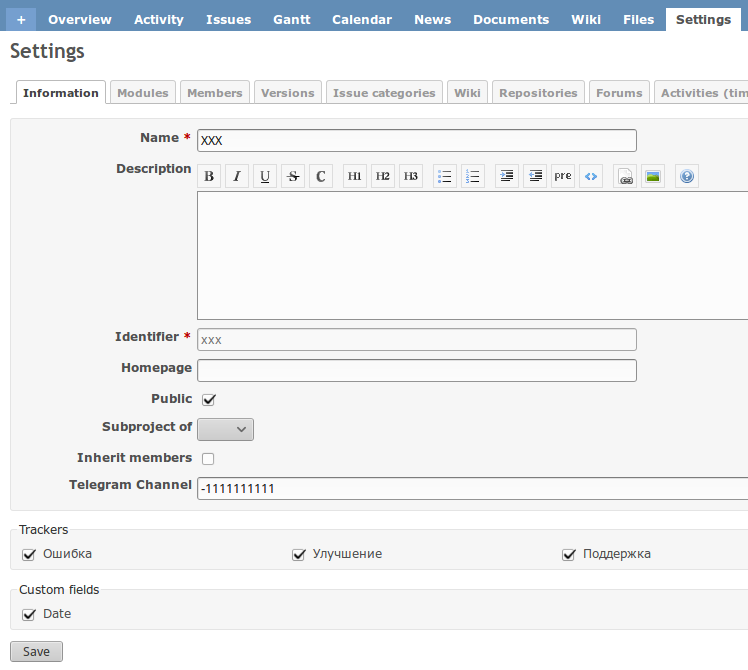 + Overview Activity Issues Gantt Calendar News Documents Wiki Files Settings
Settings
Information Modules Members Versions Issue categories Wiki Repositories Forums Activities (tim
Name * XXX
Description B I U S C H1 H2 H3 pre <> ?
Identifier * xxx
Homepage
Public
Subproject of
Inherit members
Telegram Channel -1111111111
Trackers
Ошибка Улучшение Поддержка
Custom fields
Date
Save